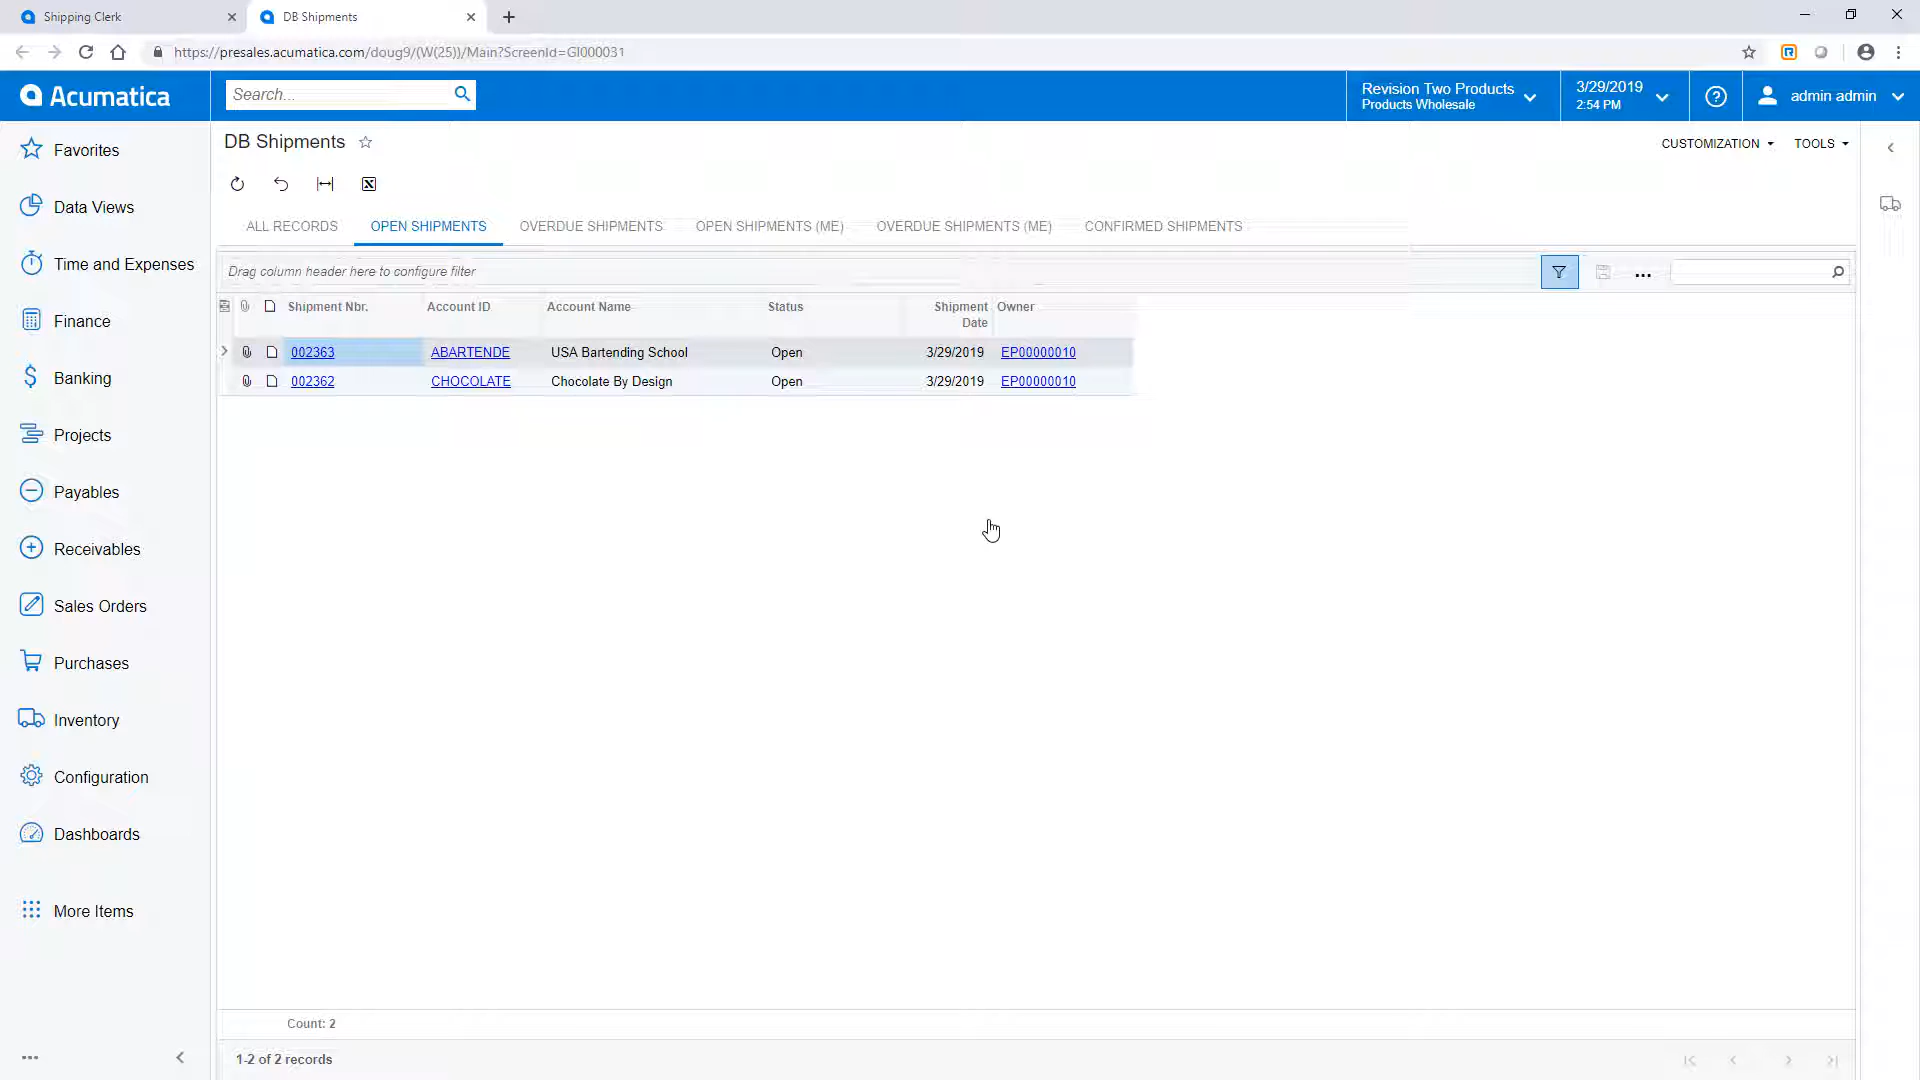 Shipping Clerk
DB Shipments
https://presales.acumatica.com/doug9/(W(25))/Main?ScreenId=GI000031
Acumatica
Search...
Revision Two Products
Products Wholesale
3/29/2019
2:54 PM
admin admin
Favorites
Data Views
Time and Expenses
Finance
Banking
Projects
Payables
Receivables
Sales Orders
Purchases
Inventory
Configuration
Dashboards
More Items
DB Shipments
CUSTOMIZATION
TOOLS
ALL RECORDS OPEN SHIPMENTS OVERDUE SHIPMENTS OPEN SHIPMENTS (ME) OVERDUE SHIPMENTS (ME) CONFIRMED SHIPMENTS
Drag column header here to configure filter
Shipment Nbr. Account ID Account Name Status Shipment Date Owner
002363 ABARTENDE USA Bartending School Open 3/29/2019 EP00000010
002362 CHOCOLATE Chocolate By Design Open 3/29/2019 EP00000010
Count: 2
1-2 of 2 records